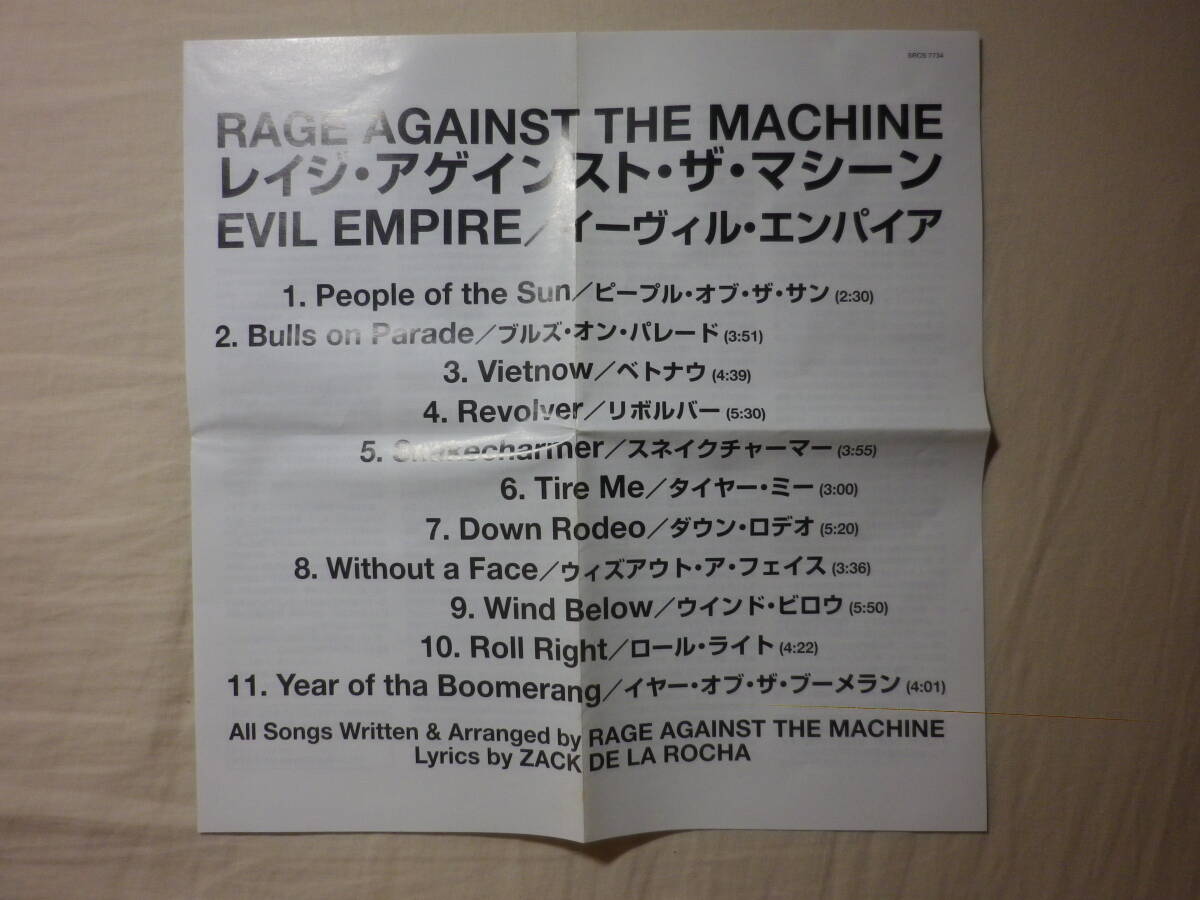 SRCS 7734
RAGE AGAINST THE MACHINE
レイジ・アゲインスト・ザ・マシーン
EVIL EMPIRE／イーヴィル・エンパイア
1. People of the Sun／ピープル・オブ・ザ・サン (2:30)
2. Bulls on Parade／ブルズ・オン・パレード (3:51)
3. Vietnow／ベトナウ (4:39)
4. Revolver／リボルバー (5:30)
5. Snakecharmer／スネイクチャーマー (3:55)
6. Tire Me／タイヤー・ミー (3:00)
7. Down Rodeo／ダウン・ロデオ (5:20)
8. Without a Face／ウィズアウト・ア・フェイス (3:36)
9. Wind Below／ウインド・ビロウ (5:50)
10. Roll Right／ロール・ライト (4:22)
11. Year of tha Boomerang／イヤー・オブ・ザ・ブーメラン (4:01)
All Songs Written & Arranged by RAGE AGAINST THE MACHINE
Lyrics by ZACK DE LA ROCHA